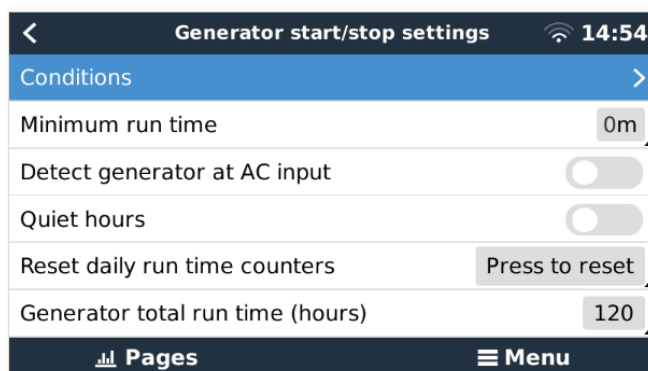 Generator start/stop settings 14:54
Conditions
Minimum run time 0m
Detect generator at AC input
Quiet hours
Reset daily run time counters Press to reset
Generator total run time (hours) 120
Pages Menu